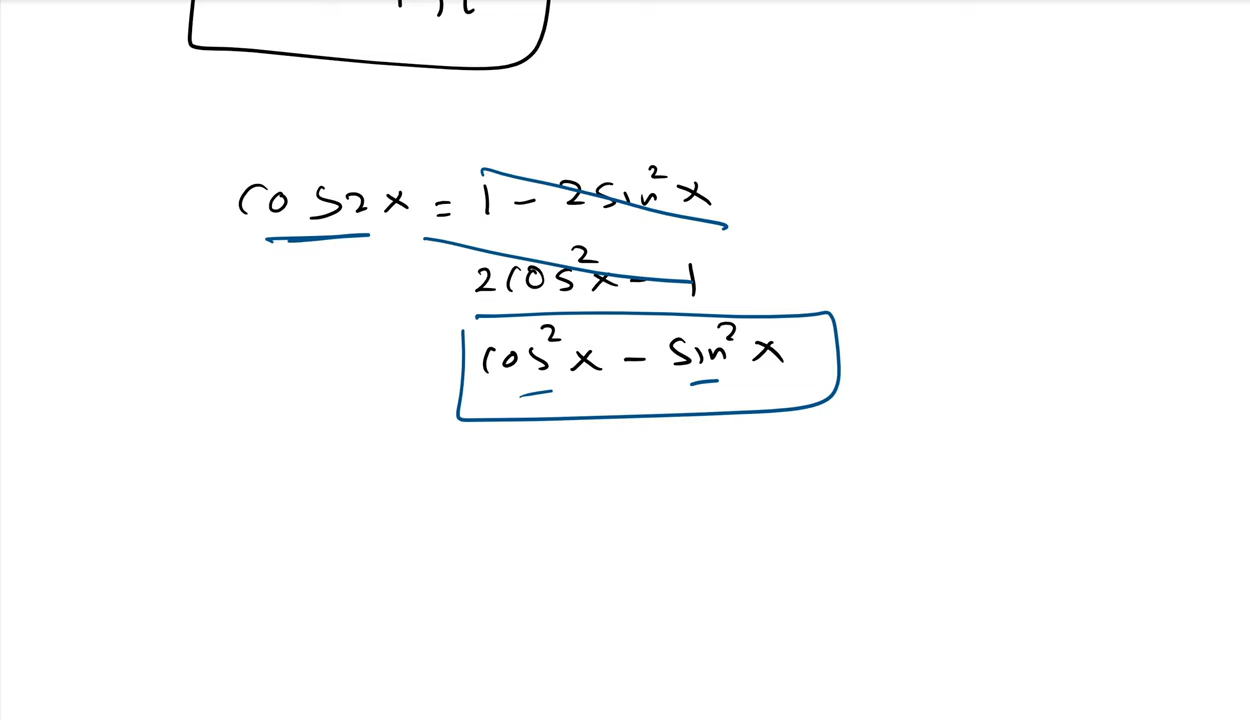 cos2x = 1 - 2sin²x
2cos²x - 1
cos²x - sin²x